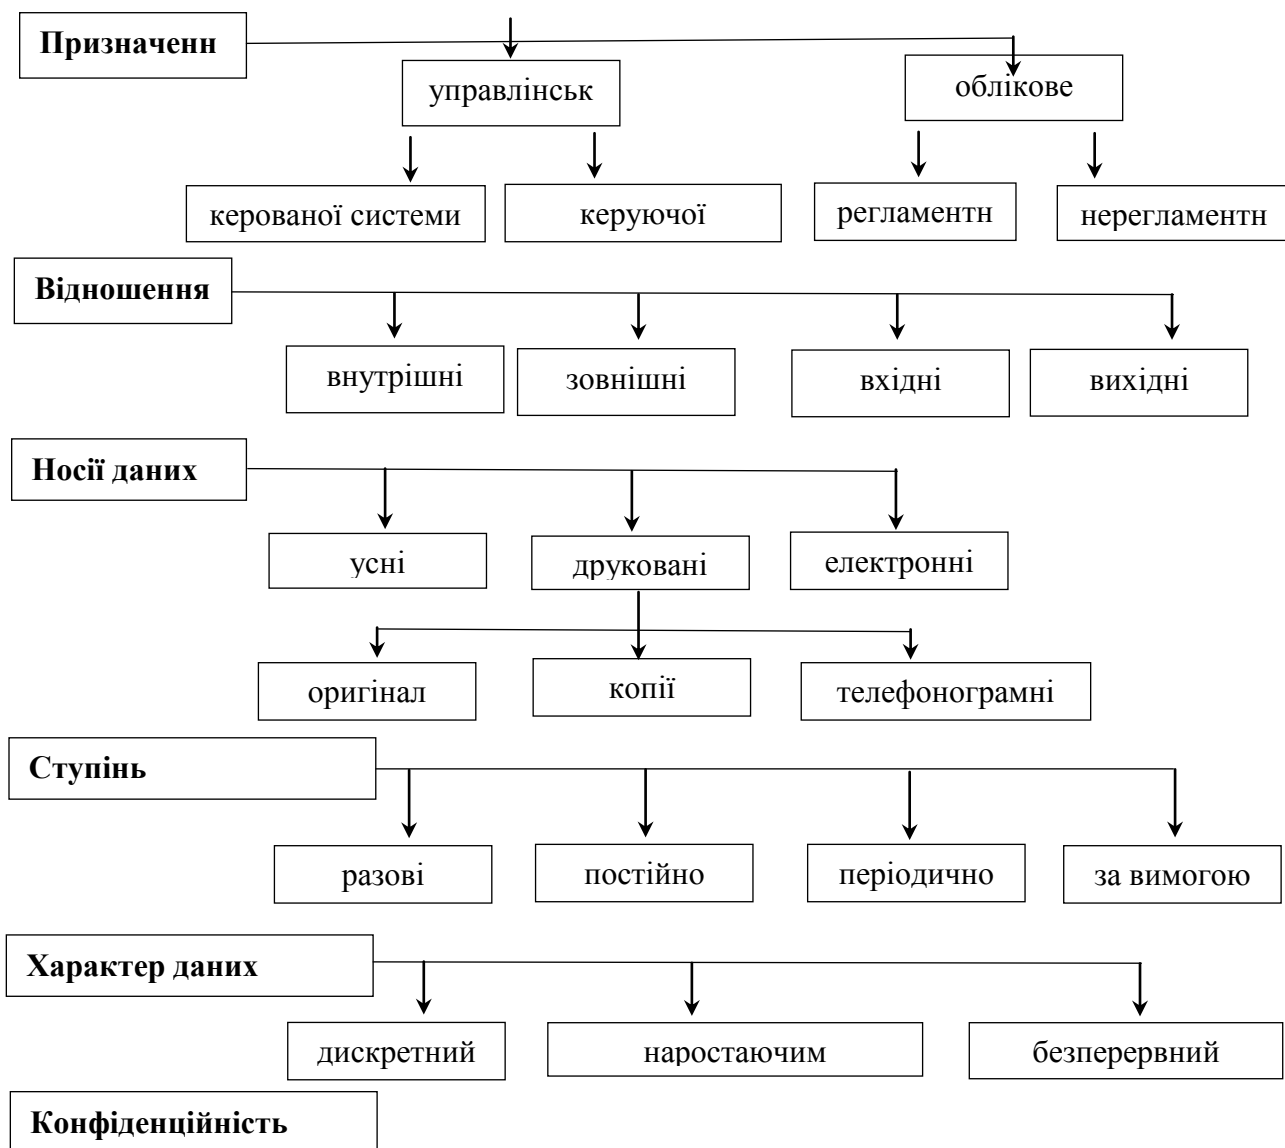 Призначенн
управлінськ
облікове
керованої системи
керуючої
регламентн
нерегламентн
Відношення
внутрішні
зовнішні
вхідні
вихідні
Носії даних
усні
друковані
електронні
оригінал
копії
телефонограмні
Ступінь
разові
постійно
періодично
за вимогою
Характер даних
дискретний
наростаючим
безперервний
Конфіденційність